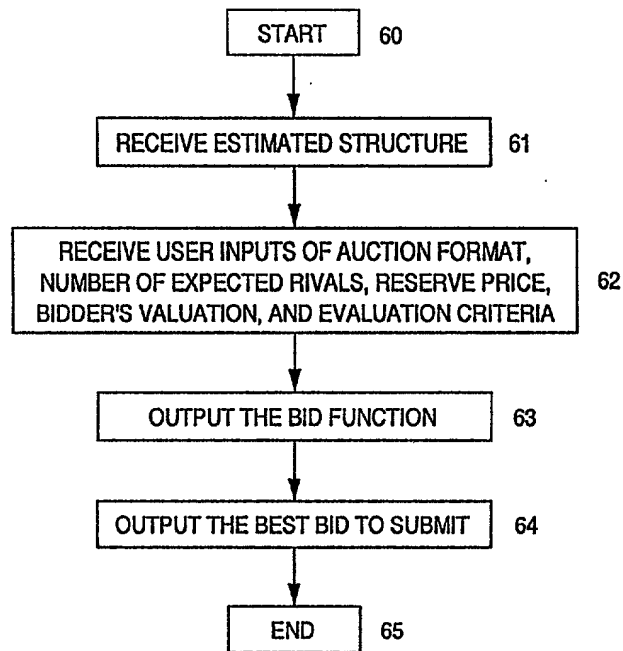 START 60
RECEIVE ESTIMATED STRUCTURE 61
RECEIVE USER INPUTS OF AUCTION FORMAT,
NUMBER OF EXPECTED RIVALS, RESERVE PRICE,
BIDDER'S VALUATION, AND EVALUATION CRITERIA
62
OUTPUT THE BID FUNCTION 63
OUTPUT THE BEST BID TO SUBMIT 64
END 65